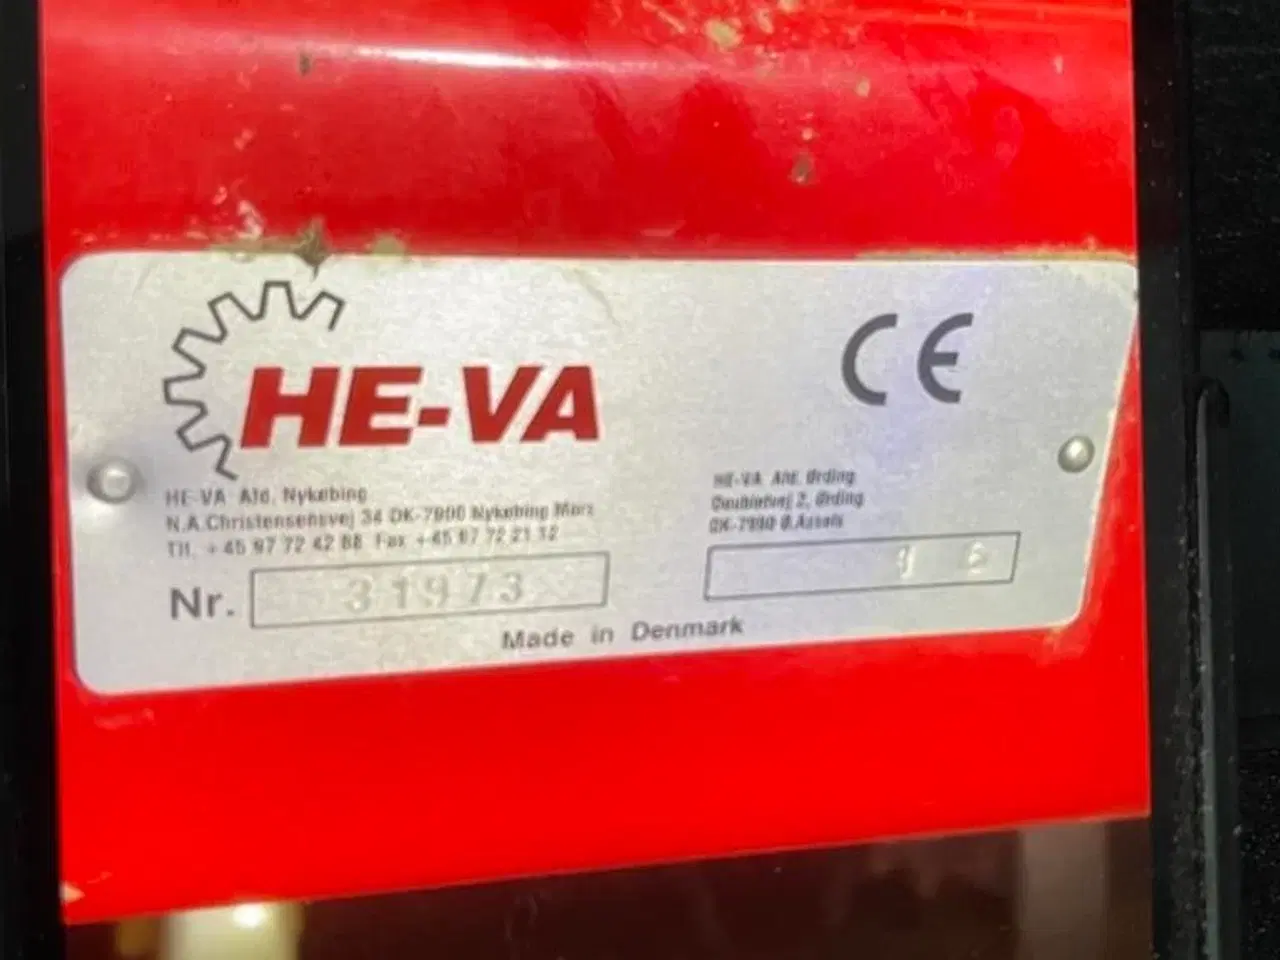 HE-VA
CE
HE-VA Afd. Nykøbing
N.A.Christensensvej 34 DK-7900 Nykøbing Mors
Tlf. +45 97 72 42 88 Fax +45 97 72 21 12
Nr. 31973
HE-VA Afd. Ørding
2, Ørding
DK-7990 Ø.Assels
1 6
Made in Denmark